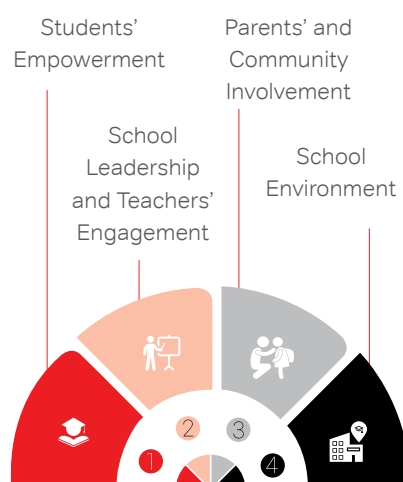 Students’
Empowerment
Parents’ and
Community
Involvement
School
Leadership
and Teachers’
Engagement
School
Environment
1
2
3
4